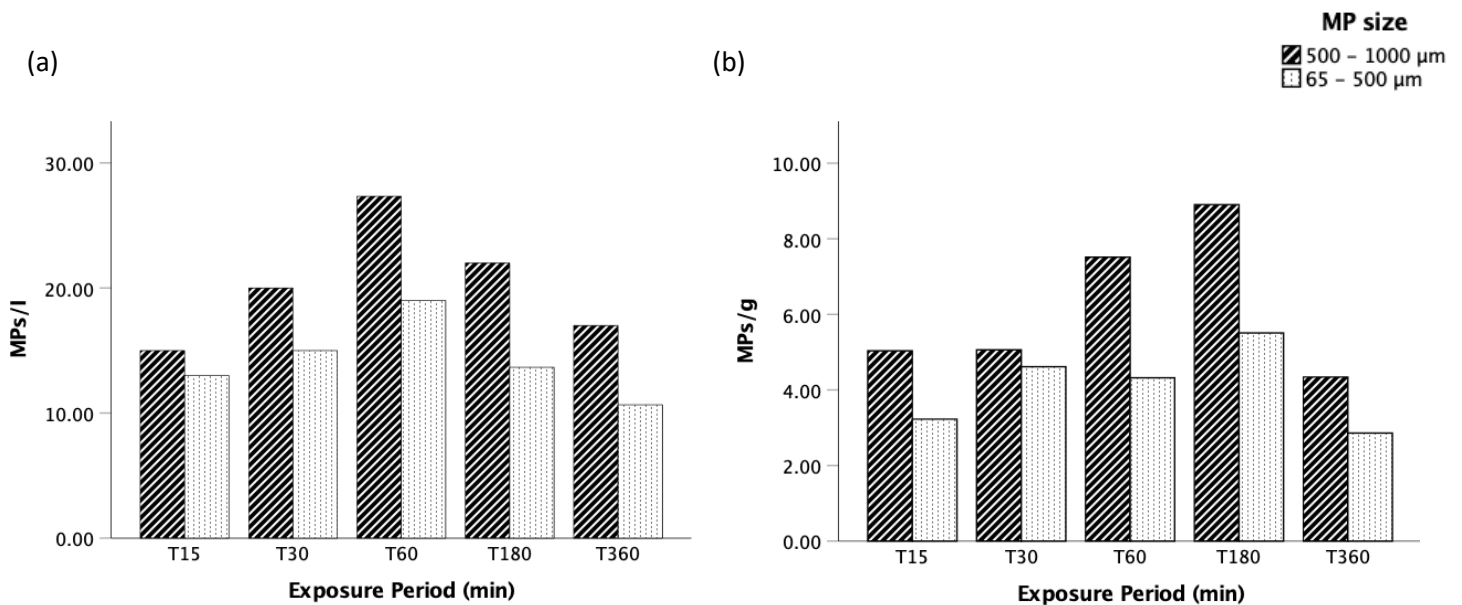 MP size
500 – 1000 µm
65 – 500 µm
(a)
30.00
20.00
10.00
0.00
MPs/l
T15 T30 T60 T180 T360
Exposure Period (min)
(b)
10.00
8.00
6.00
4.00
2.00
0.00
MPs/g
T15 T30 T60 T180 T360
Exposure Period (min)